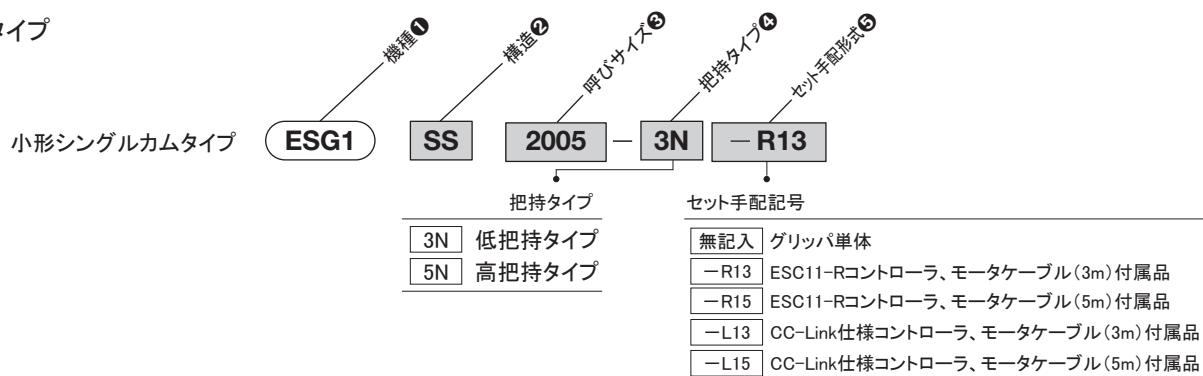 タイプ
機種❶
構造❷
呼びサイズ❸
把持タイプ❹
セット手配形式❺
小形シングルカムタイプ ESG1 SS 2005 − 3N −R13
把持タイプ
3N 低把持タイプ
5N 高把持タイプ
セット手配記号
無記入 グリッパ単体
−R13 ESC11-Rコントローラ、モータケーブル(3m)付属品
−R15 ESC11-Rコントローラ、モータケーブル(5m)付属品
−L13 CC-Link仕様コントローラ、モータケーブル(3m)付属品
−L15 CC-Link仕様コントローラ、モータケーブル(5m)付属品